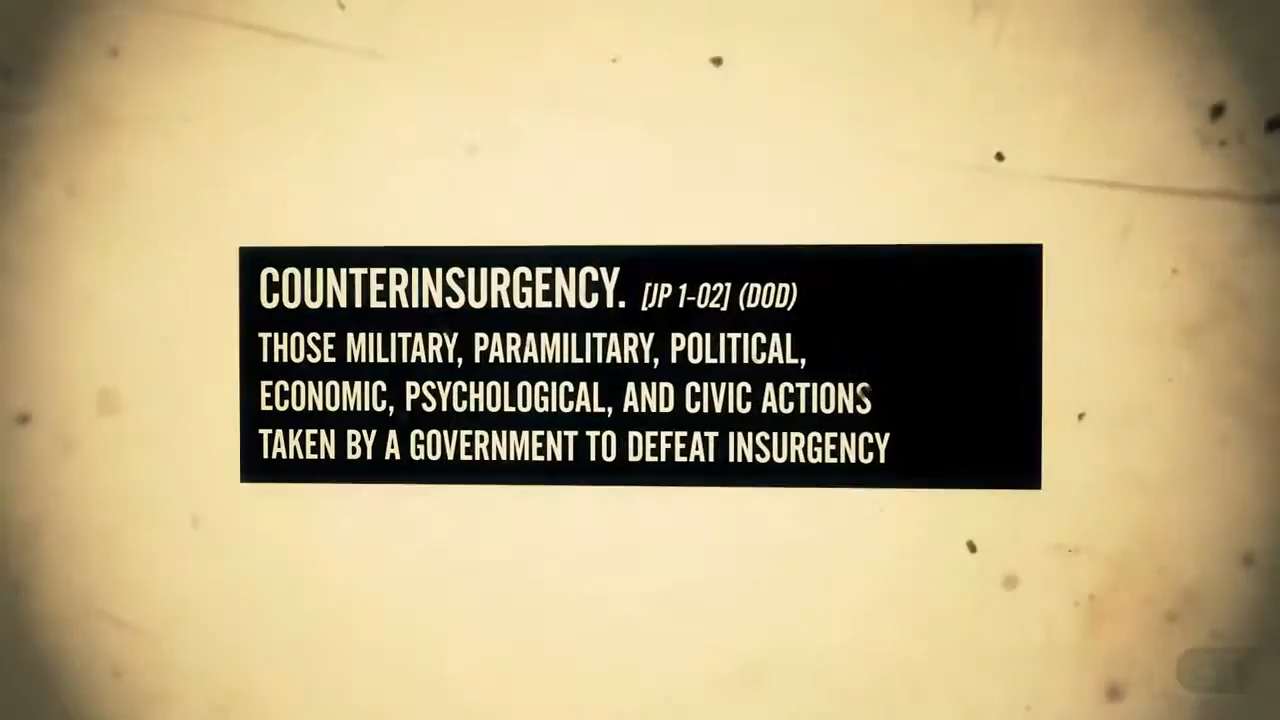 COUNTERINSURGENCY. [JP 1-02] (DOD)
THOSE MILITARY, PARAMILITARY, POLITICAL,
ECONOMIC, PSYCHOLOGICAL, AND CIVIC ACTIONS
TAKEN BY A GOVERNMENT TO DEFEAT INSURGENCY